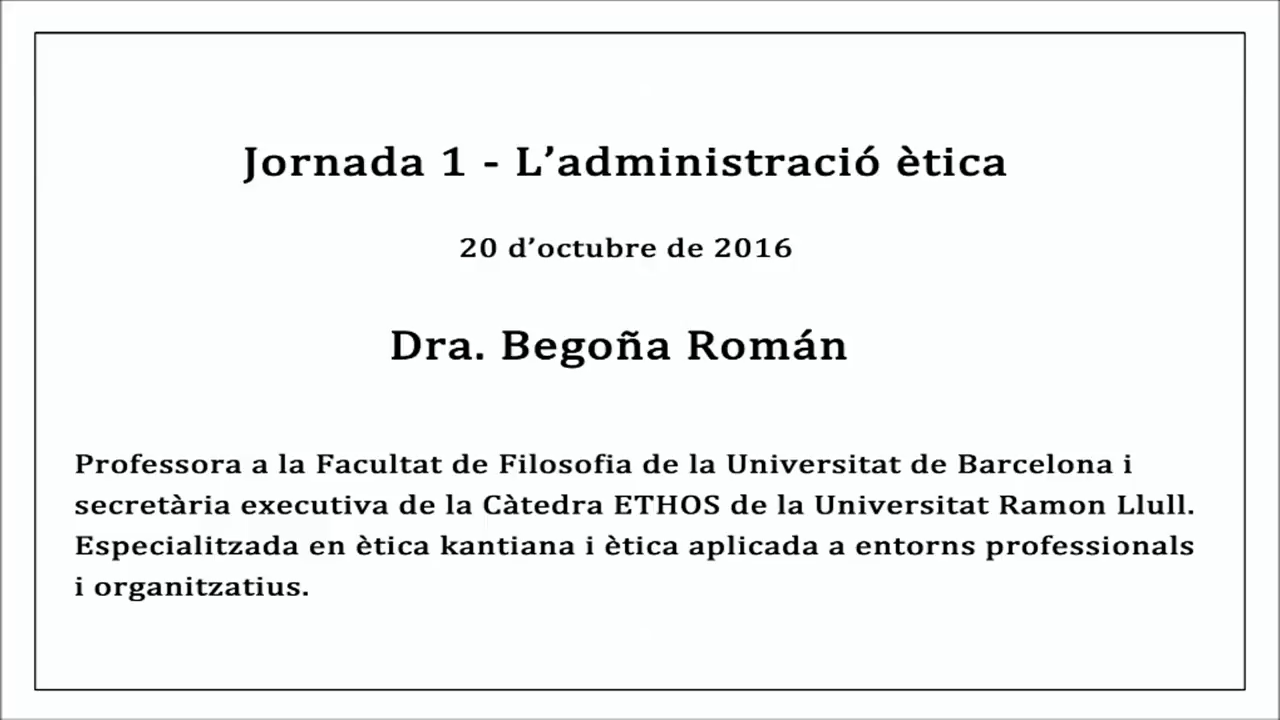 Jornada 1 - L’administració ètica
20 d’octubre de 2016
Dra. Begoña Román
Professora a la Facultat de Filosofia de la Universitat de Barcelona i
secretària executiva de la Càtedra ETHOS de la Universitat Ramon Llull.
Especialitzada en ètica kantiana i ètica aplicada a entorns professionals
i organitzatius.